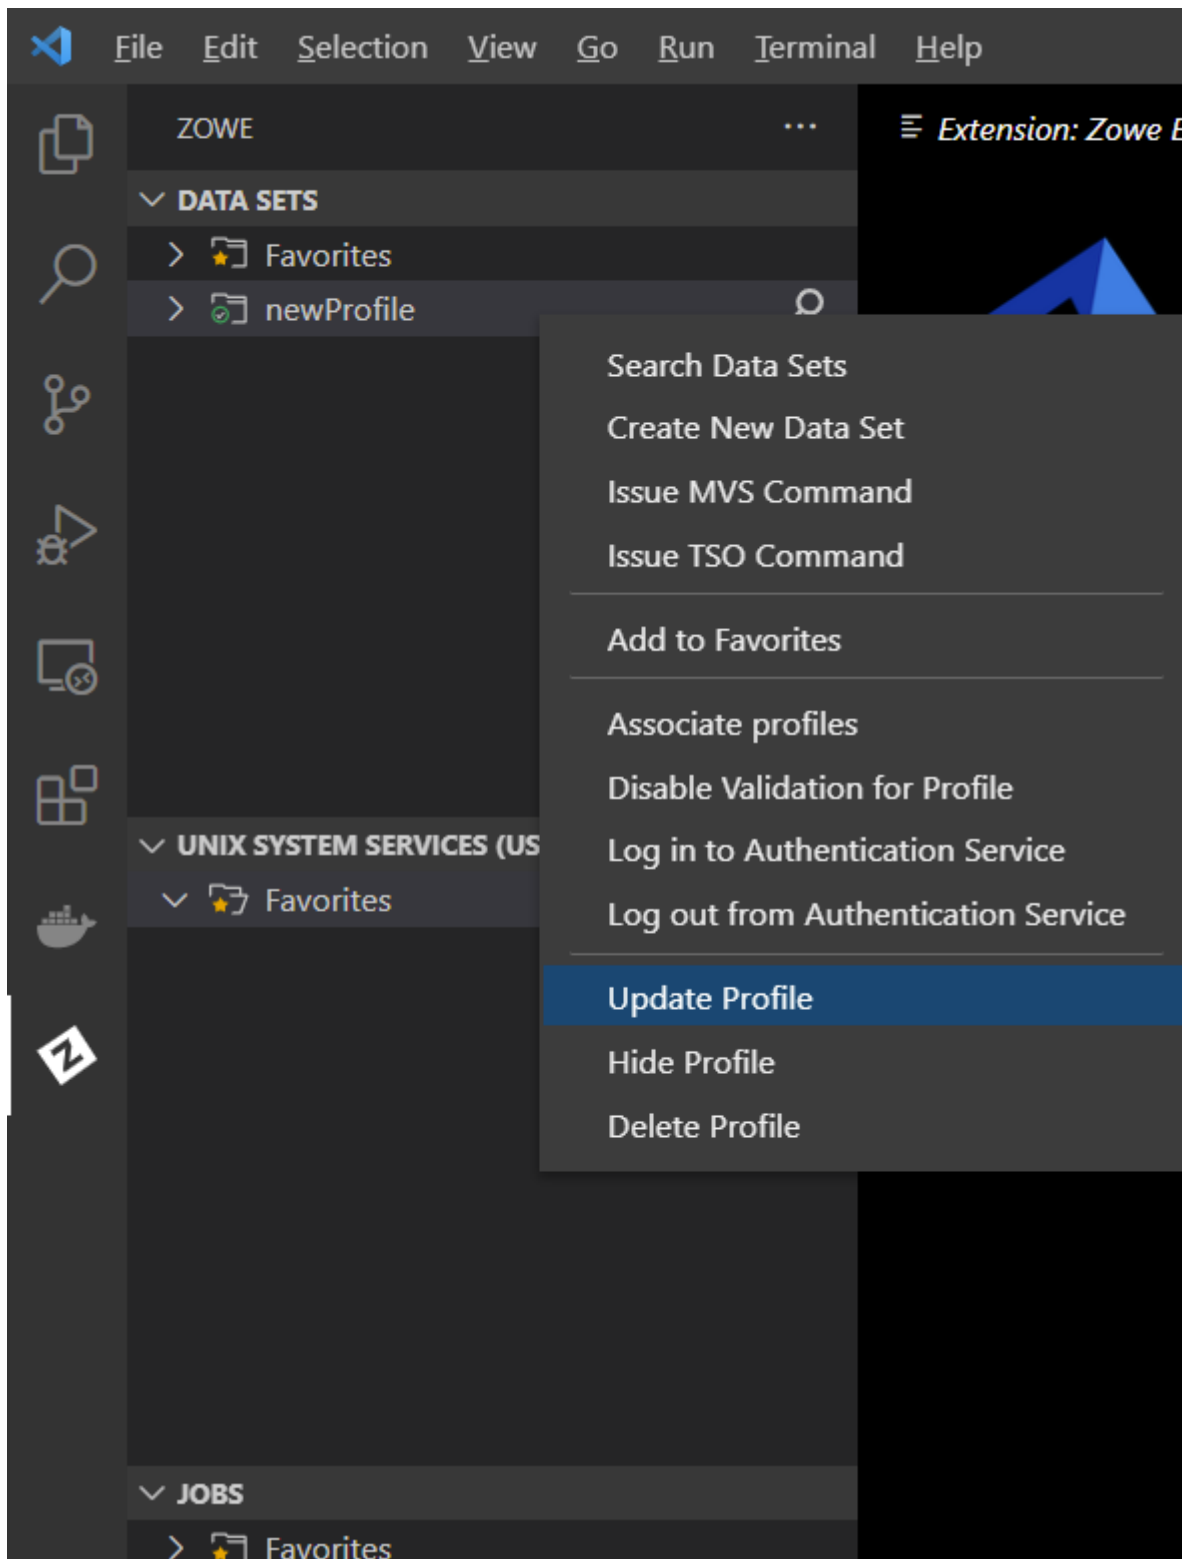 File Edit Selection View Go Run Terminal Help
ZOWE
Extension: Zowe
DATA SETS
Favorites
newProfile
Search Data Sets
Create New Data Set
Issue MVS Command
Issue TSO Command
Add to Favorites
Associate profiles
Disable Validation for Profile
UNIX SYSTEM SERVICES (US
Log in to Authentication Service
Favorites
Log out from Authentication Service
Update Profile
Hide Profile
Delete Profile
JOBS
Favorites